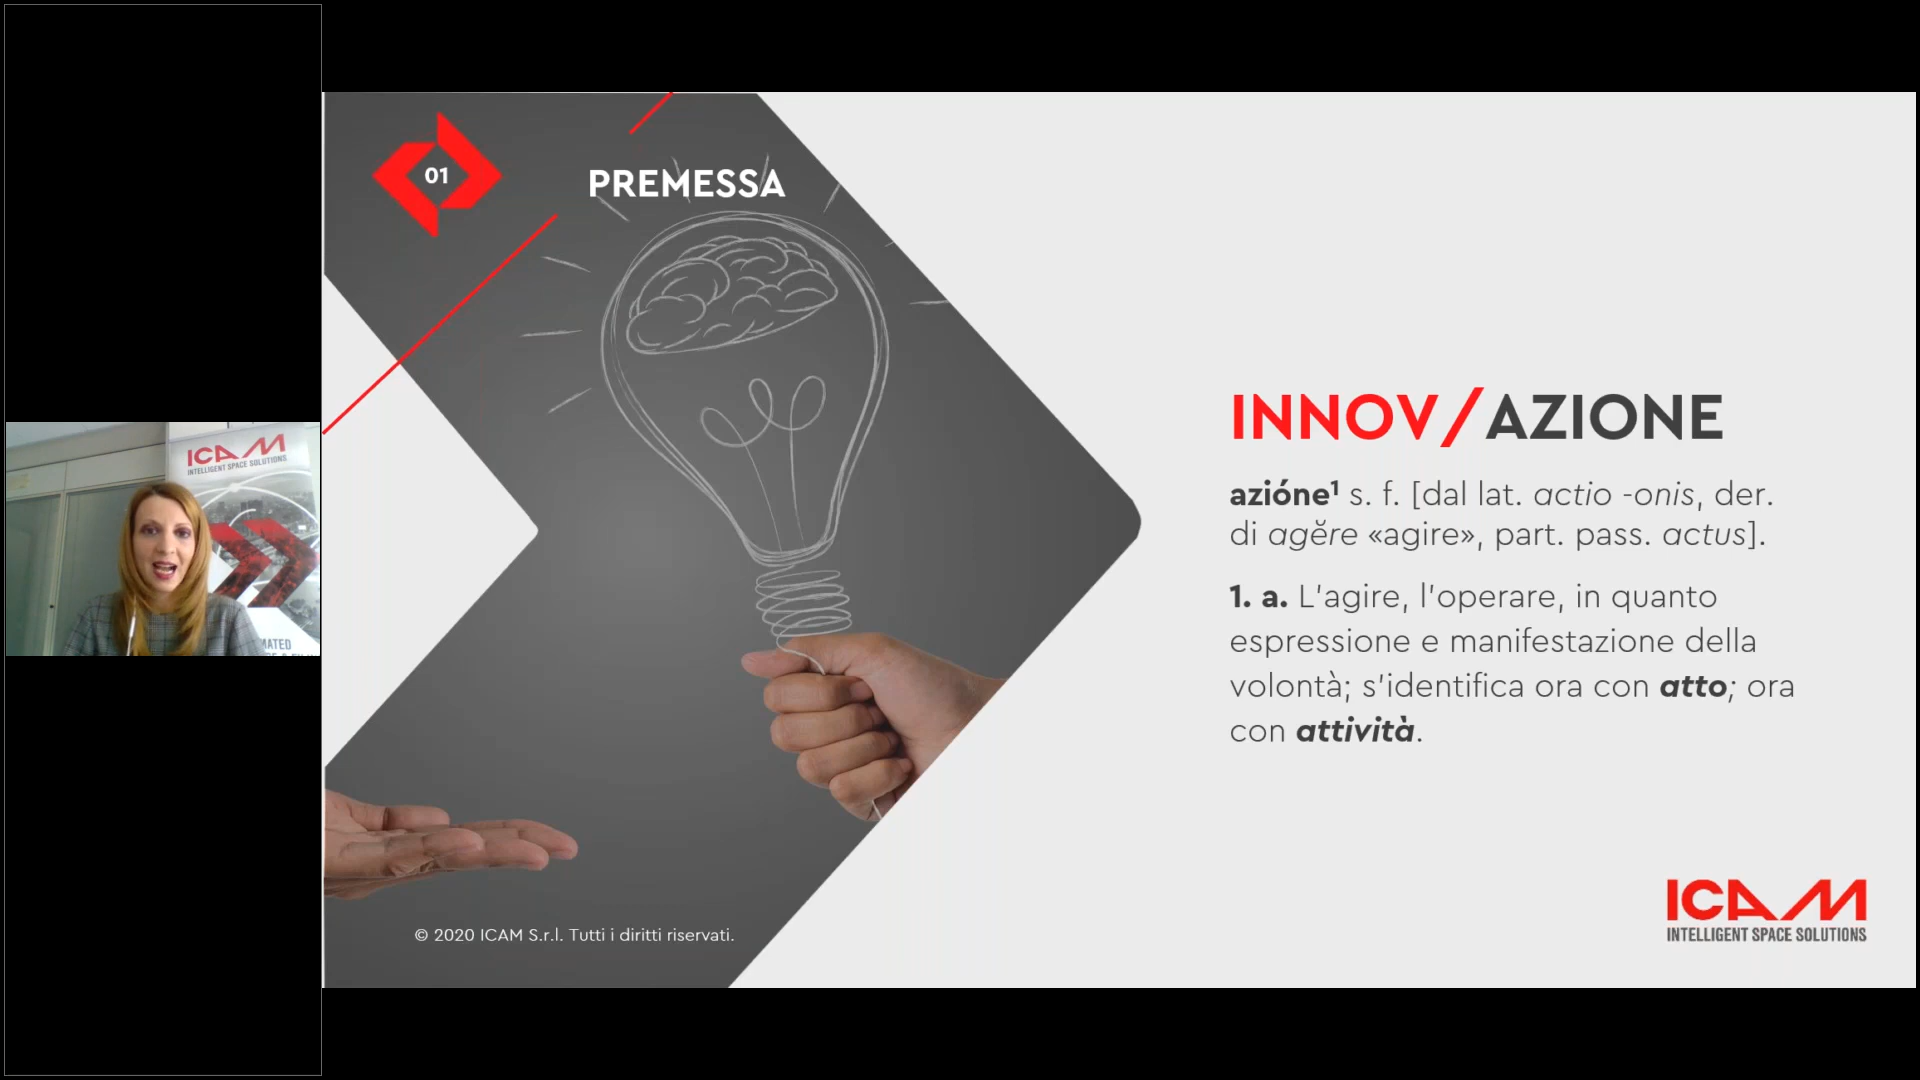 01
PREMESSA
INNOV/AZIONE
azióne¹ s. f. [dal lat. actio -onis, der.
di agĕre «agire», part. pass. actus].
1. a. L'agire, l'operare, in quanto
espressione e manifestazione della
volontà; s'identifica ora con atto; ora
con attività.
ICAM
INTELLIGENT SPACE SOLUTIONS
© 2020 ICAM S.r.l. Tutti i diritti riservati.
ICAM
INTELLIGENT SPACE SOLUTIONS